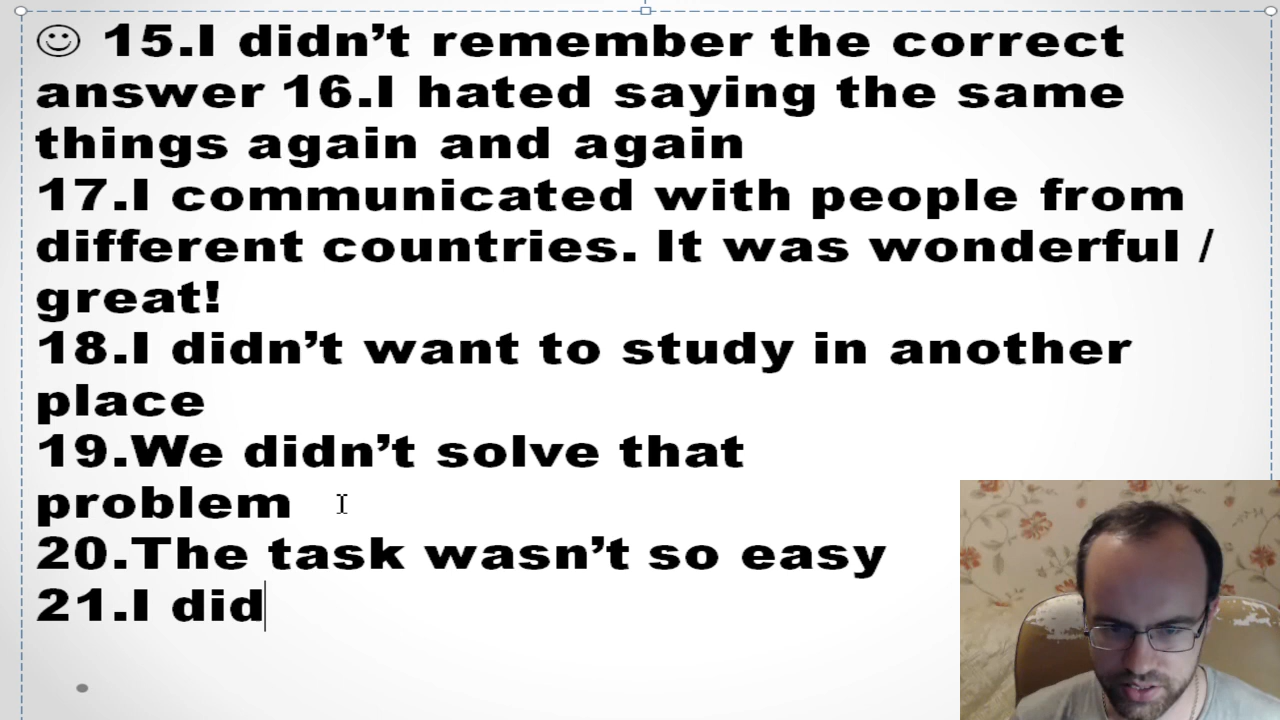 ☺ 15.I didn’t remember the correct
answer 16.I hated saying the same
things again and again
17.I communicated with people from
different countries. It was wonderful /
great!
18.I didn’t want to study in another
place
19.We didn’t solve that
problem
20.The task wasn’t so easy
21.I did